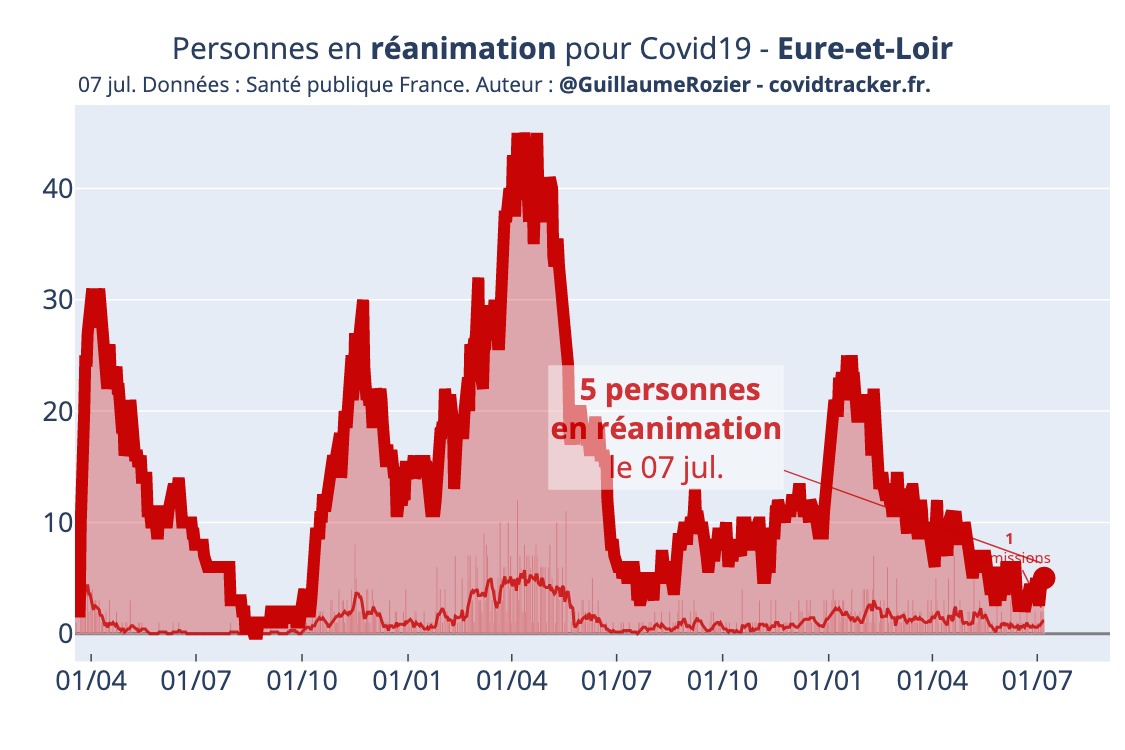 Personnes en réanimation pour Covid19 - Eure-et-Loir
07 jul. Données : Santé publique France. Auteur : @GuillaumeRozier - covidtracker.fr.
40
30
20
10
0
5 personnes
en réanimation
le 07 jul.
1
missions
01/04 01/07 01/10 01/01 01/04 01/07 01/10 01/01 01/04 01/07